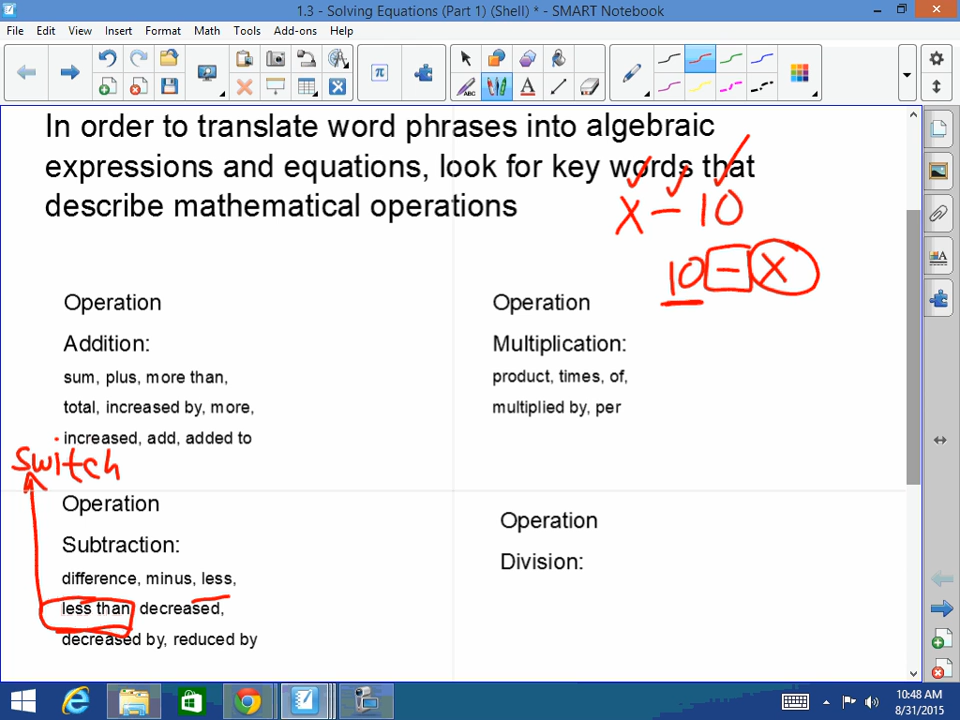 1.3 - Solving Equations (Part 1) (Shell) * - SMART Notebook
File Edit View Insert Format Math Tools Add-ons Help
In order to translate word phrases into algebraic
expressions and equations, look for key words that
describe mathematical operations
x - 10
10 - x
Operation
Addition:
sum, plus, more than,
total, increased by, more,
increased, add, added to
Operation
Multiplication:
product, times, of,
multiplied by, per
switch
Operation
Subtraction:
difference, minus, less,
less than, decreased,
decreased by, reduced by
Operation
Division:
10:48 AM
8/31/2015